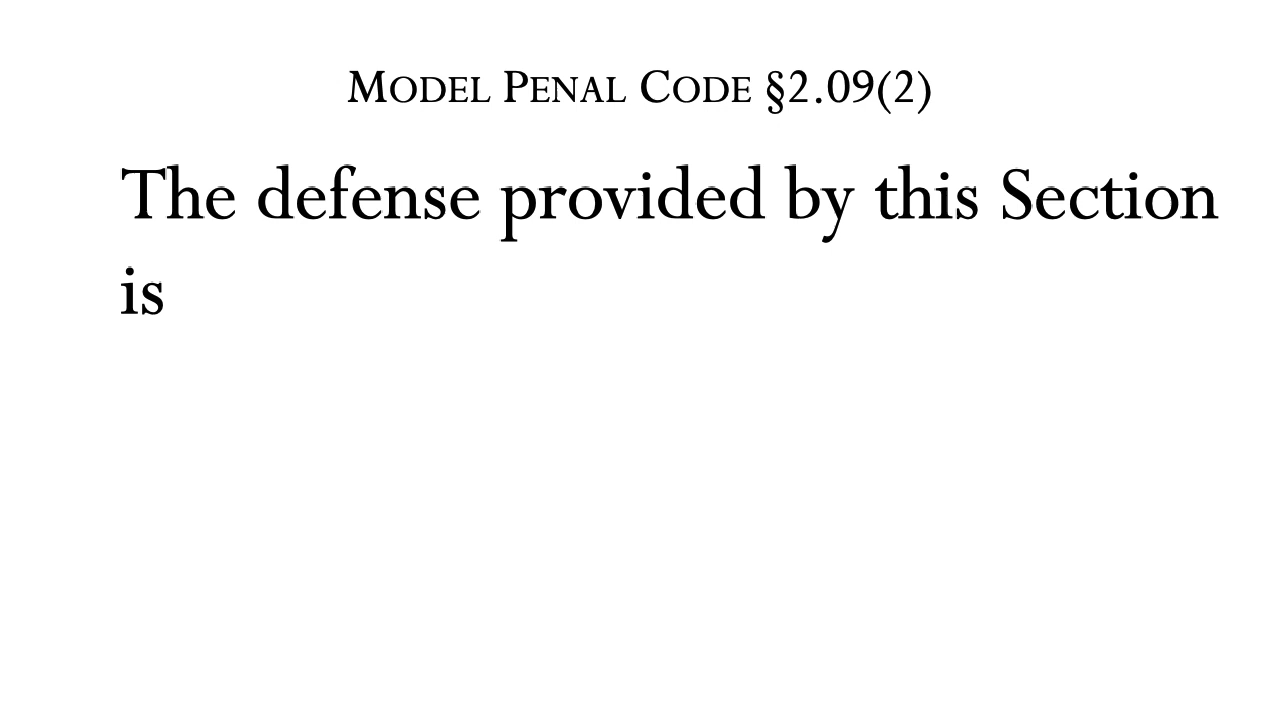 MODEL PENAL CODE §2.09(2)
The defense provided by this Section
is